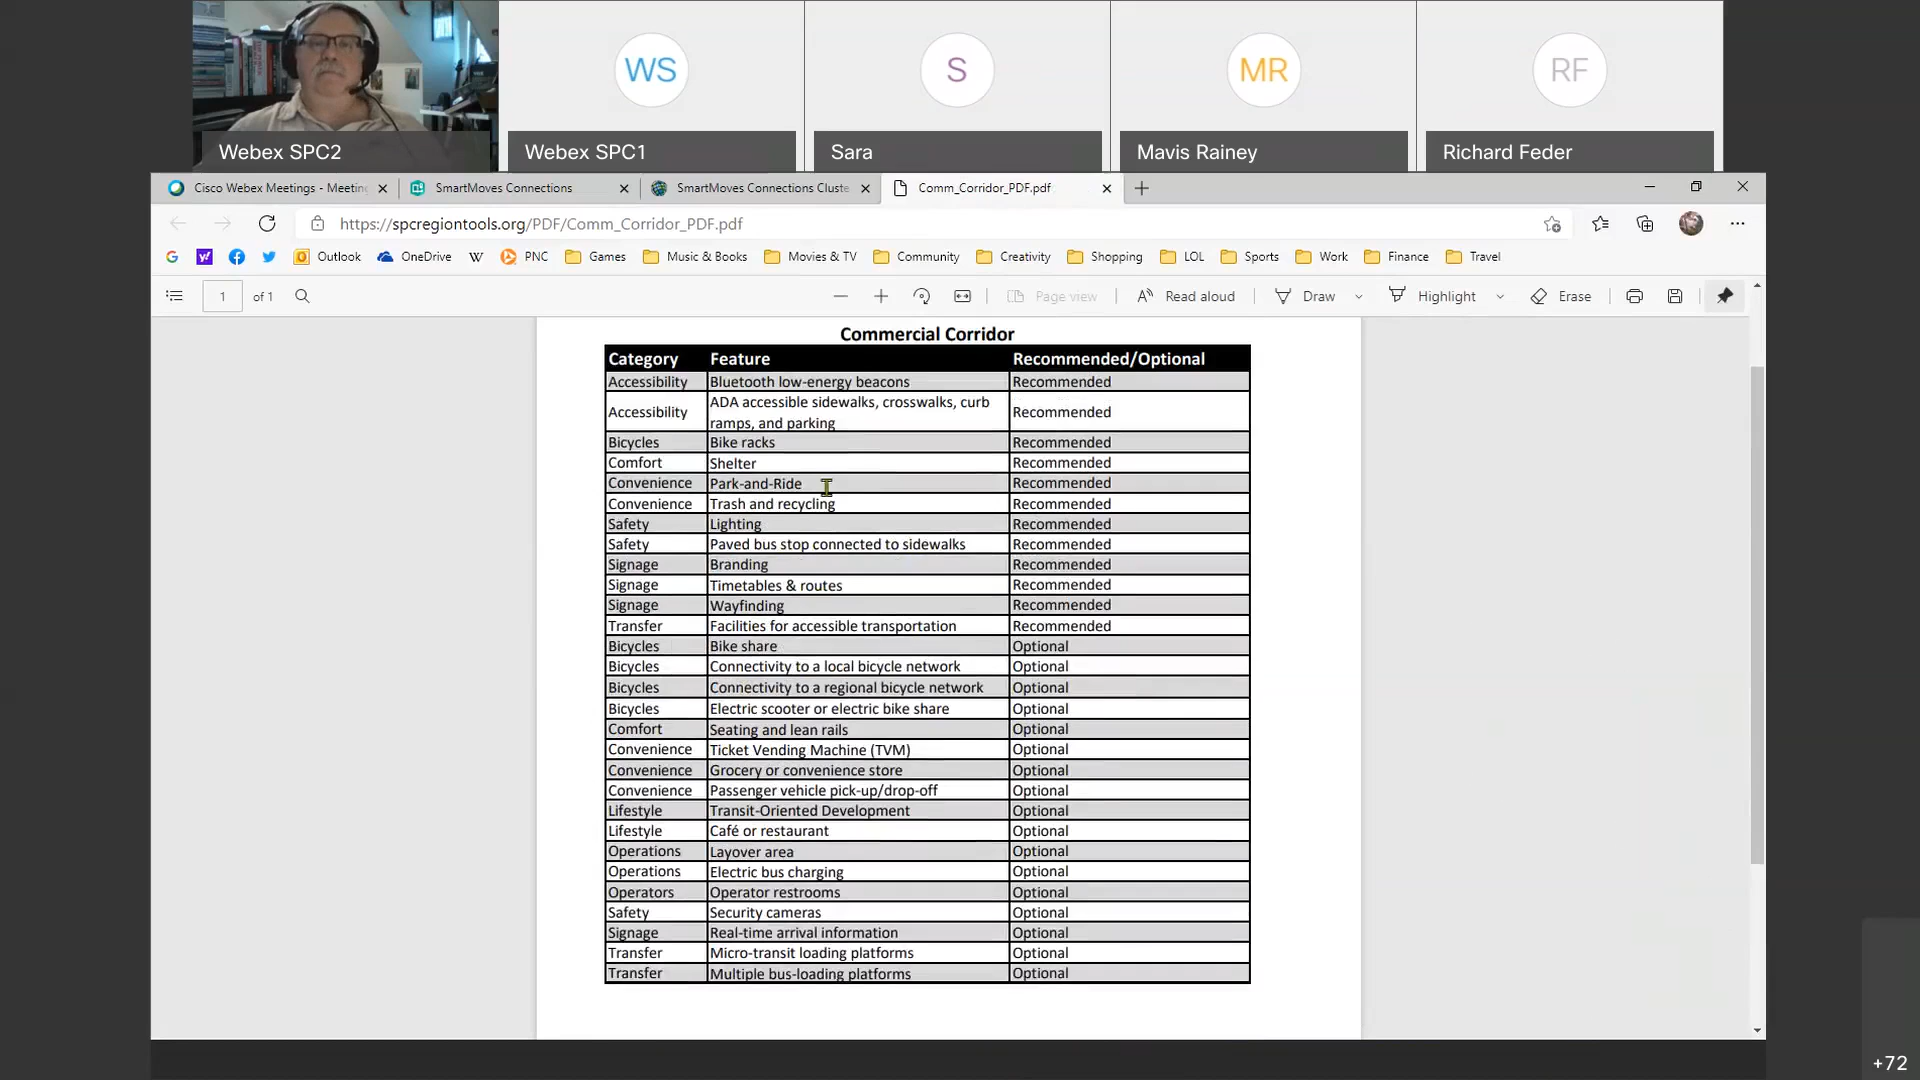 WS
S
MR
RF
Webex SPC2
Webex SPC1
Sara
Mavis Rainey
Richard Feder
Cisco Webex Meetings - Meetin
SmartMoves Connections
SmartMoves Connections Cluste
Comm_Corridor_PDF.pdf
https://spcregiontools.org/PDF/Comm_Corridor_PDF.pdf
Outlook OneDrive W PNC Games Music & Books Movies & TV Community Creativity Shopping LOL Sports Work Finance Travel
1 of 1 Page view Read aloud Draw Highlight Erase
Commercial Corridor
Category Feature Recommended/Optional
Accessibility Bluetooth low-energy beacons Recommended
Accessibility ADA accessible sidewalks, crosswalks, curb
ramps, and parking Recommended
Bicycles Bike racks Recommended
Comfort Shelter Recommended
Convenience Park-and-Ride Recommended
Convenience Trash and recycling Recommended
Safety Lighting Recommended
Safety Paved bus stop connected to sidewalks Recommended
Signage Branding Recommended
Signage Timetables & routes Recommended
Signage Wayfinding Recommended
Transfer Facilities for accessible transportation Recommended
Bicycles Bike share Optional
Bicycles Connectivity to a local bicycle network Optional
Bicycles Connectivity to a regional bicycle network Optional
Bicycles Electric scooter or electric bike share Optional
Comfort Seating and lean rails Optional
Convenience Ticket Vending Machine (TVM) Optional
Convenience Grocery or convenience store Optional
Convenience Passenger vehicle pick-up/drop-off Optional
Lifestyle Transit-Oriented Development Optional
Lifestyle Café or restaurant Optional
Operations Layover area Optional
Operations Electric bus charging Optional
Operators Operator restrooms Optional
Safety Security cameras Optional
Signage Real-time arrival information Optional
Transfer Micro-transit loading platforms Optional
Transfer Multiple bus-loading platforms Optional
+72